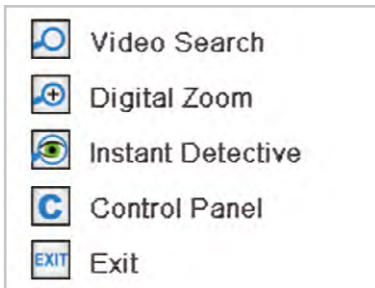 Video Search
Digital Zoom
Instant Detective
C Control Panel
EXIT Exit